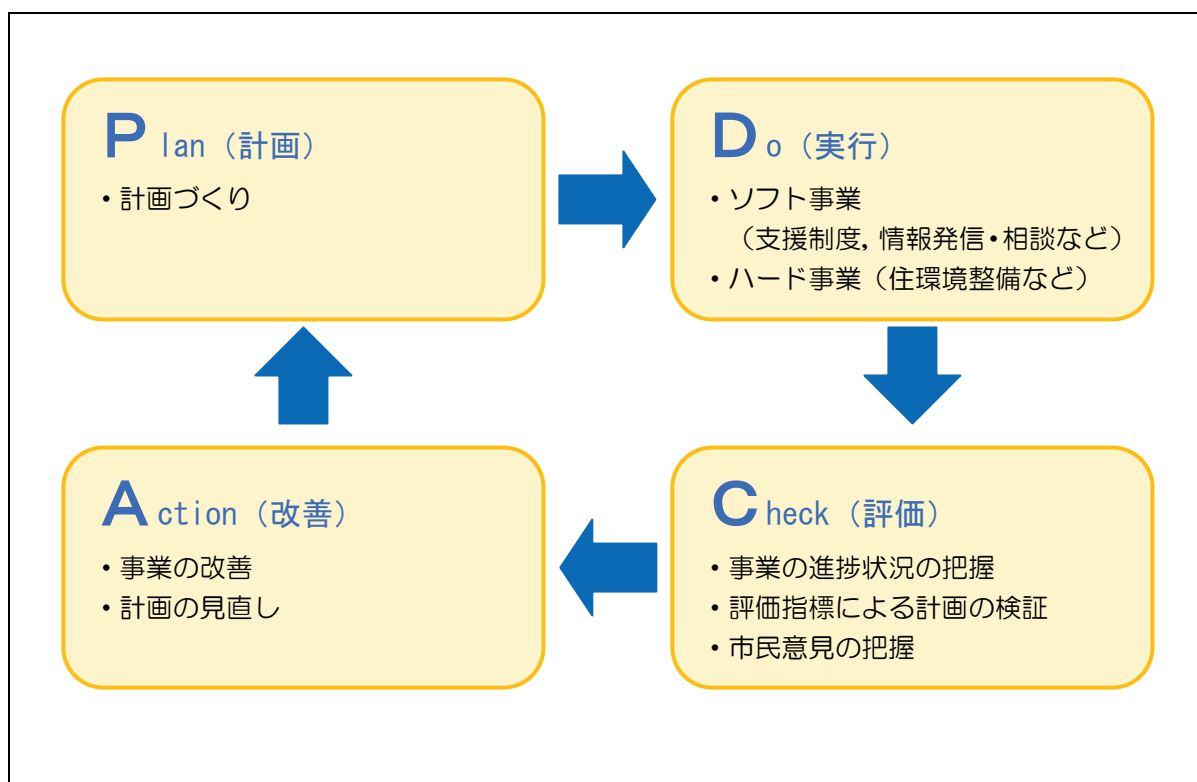 Plan（計画）
・計画づくり
Do（実行）
・ソフト事業
（支援制度，情報発信・相談など）
・ハード事業（住環境整備など）
Check（評価）
・事業の進捗状況の把握
・評価指標による計画の検証
・市民意見の把握
Action（改善）
・事業の改善
・計画の見直し